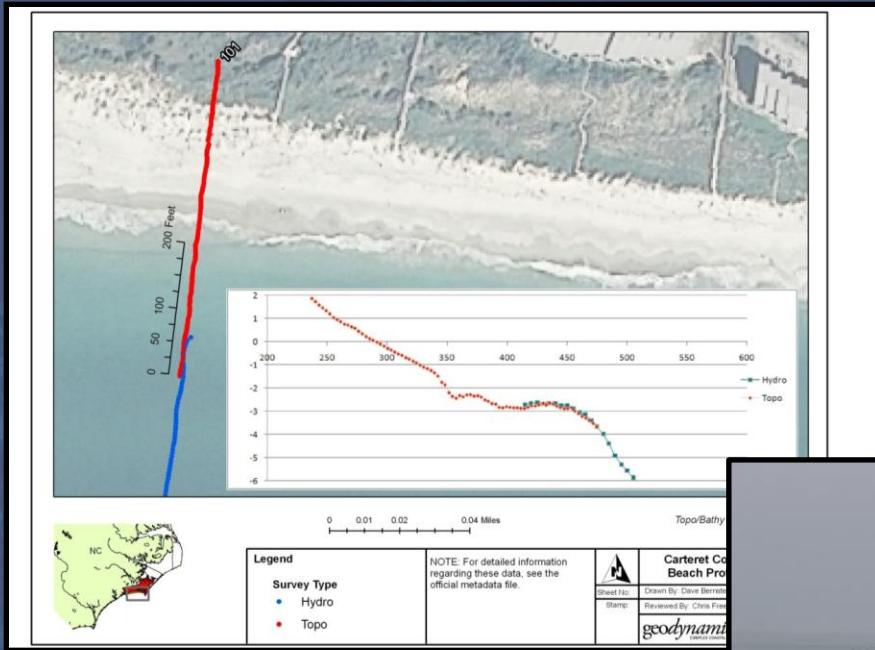 101
200 Feet
100
50
0
2
1
0
200 300 350 400 450 500 550 600
-1
-2
-3
-4
-5
-6
Hydro
Topo
0 0.01 0.02 0.04 Miles
Topo/Bathy
NC
Legend
Survey Type
Hydro
Topo
NOTE: For detailed information
regarding these data, see the
official metadata file.
Sheet No:
Stamp:
Carteret Co
Beach Pro
Drawn By: Dave Bernste
Reviewed By: Chris Free
geodynami